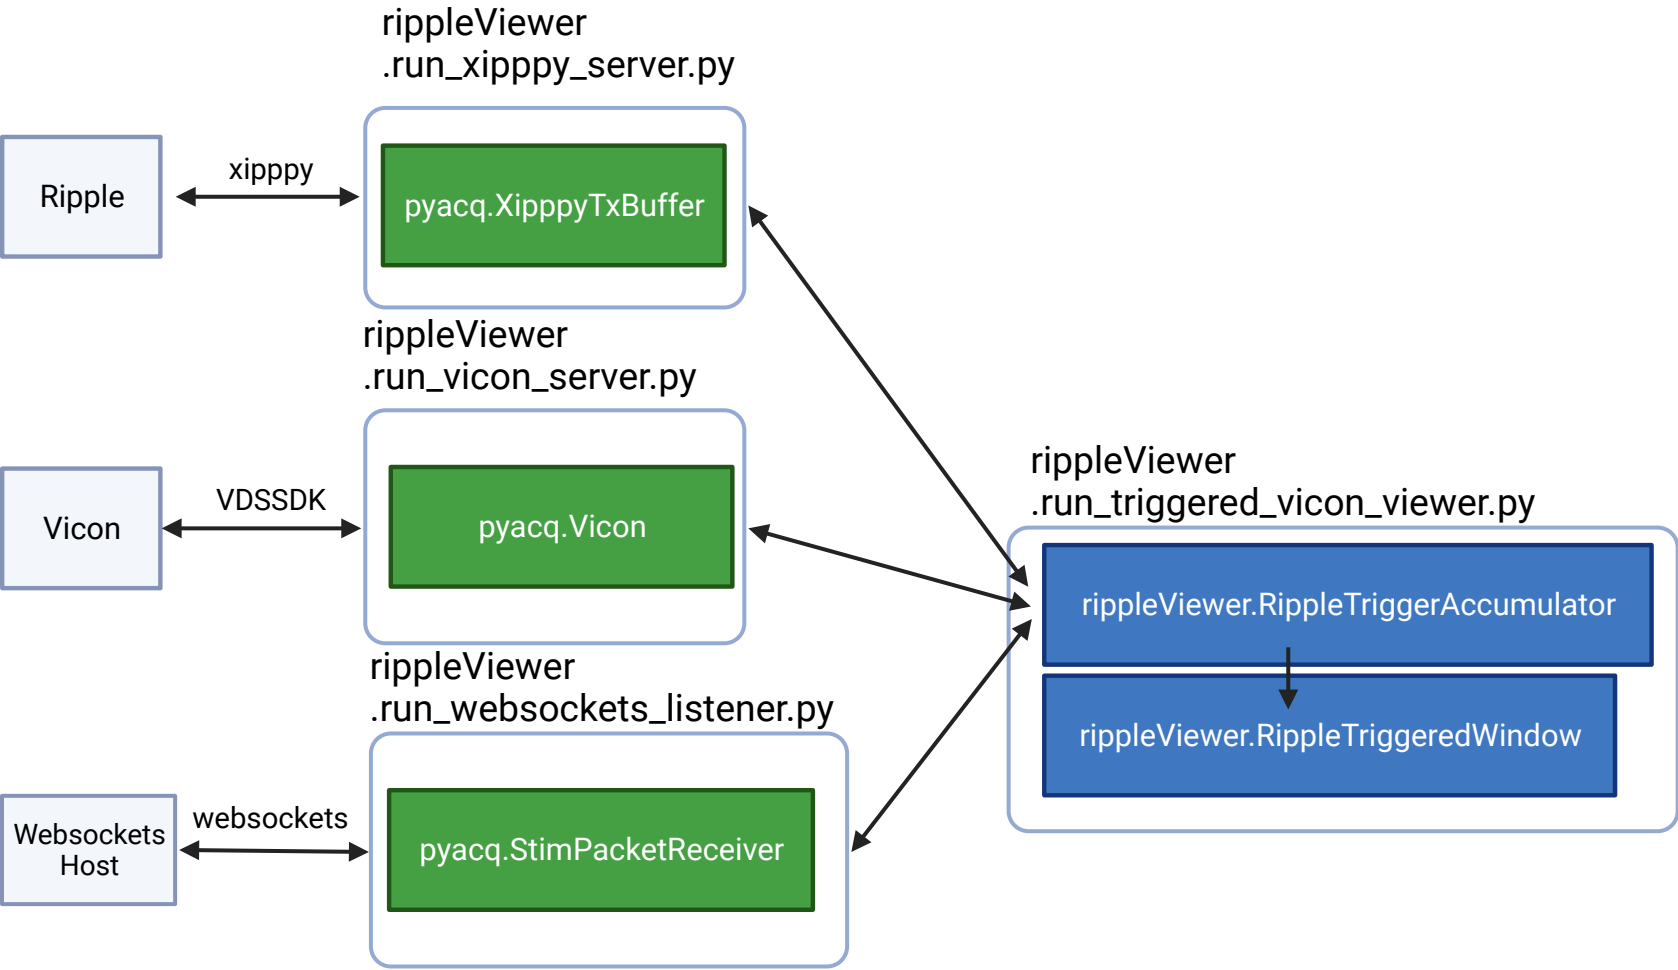 rippleViewer
.run_xipppy_server.py
Ripple
xipppy
pyacq.XipppyTxBuffer
rippleViewer
.run_vicon_server.py
Vicon
VDSSDK
pyacq.Vicon
rippleViewer
.run_websockets_listener.py
Websockets
Host
websockets
pyacq.StimPacketReceiver
rippleViewer
.run_triggered_vicon_viewer.py
rippleViewer.RippleTriggerAccumulator
rippleViewer.RippleTriggeredWindow